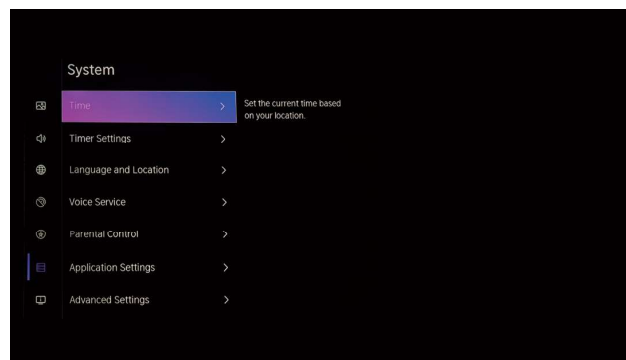 System
Time
Set the current time based
on your location.
Timer Settings
Language and Location
Voice Service
Parental Control
Application Settings
Advanced Settings